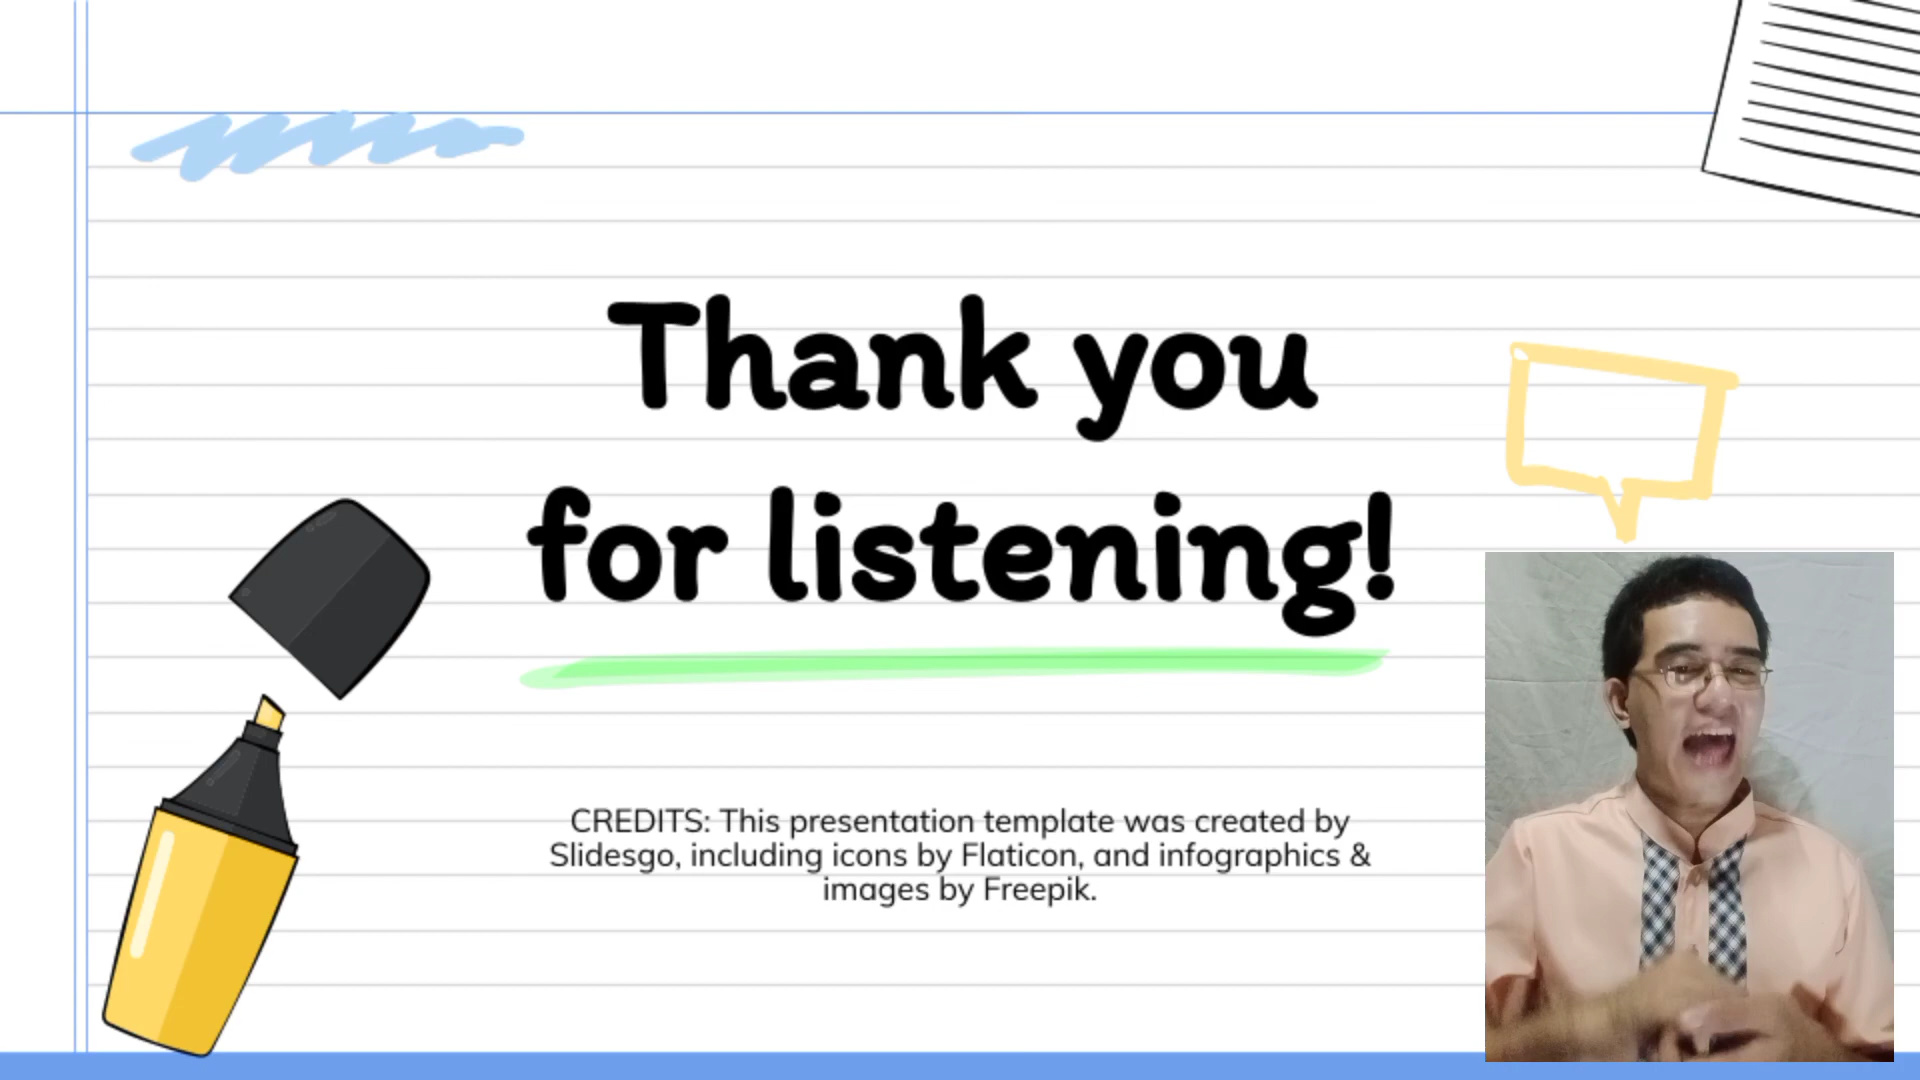 Thank you
for listening!
CREDITS: This presentation template was created by
Slidesgo, including icons by Flaticon, and infographics &
images by Freepik.